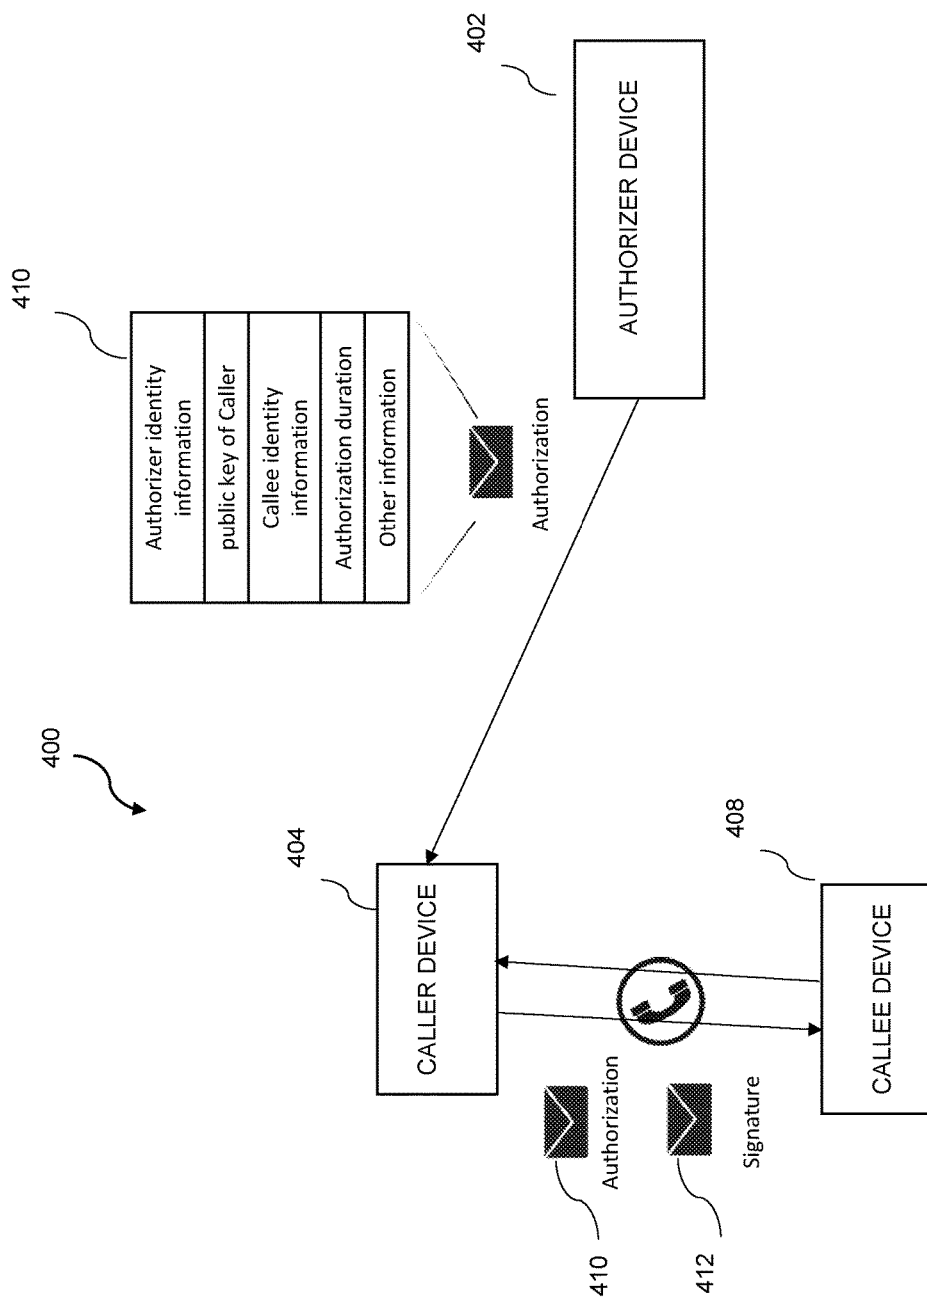 400
410
Authorizer identity
information
public key of Caller
Callee identity
information
Authorization duration
Other information
Authorization
402
AUTHORIZER DEVICE
404
CALLER DEVICE
410
Authorization
412
Signature
408
CALLEE DEVICE